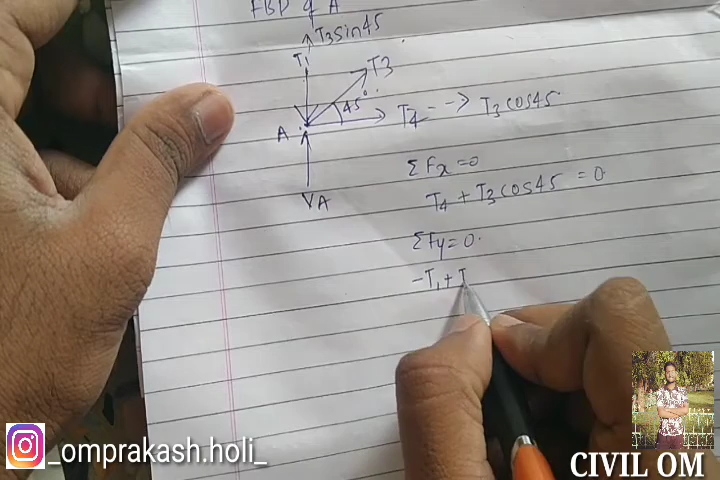 FBD of A
T3sin45
T1
T3
45°
T4 --> T3cos45
A
VA
ΣFx=0
T4+T3cos45=0
ΣFy=0
-T1+T
_omprakash.holi_
CIVIL OM